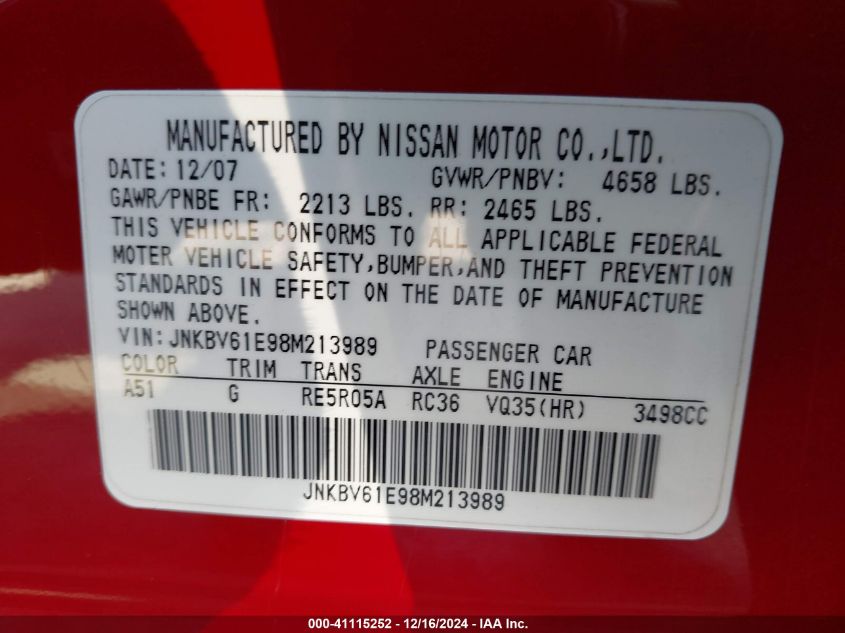 MANUFACTURED BY NISSAN MOTOR CO.,LTD.
DATE: 12/07 GVWR/PNBV: 4658 LBS.
GAWR/PNBE FR: 2213 LBS. RR: 2465 LBS.
THIS VEHICLE CONFORMS TO ALL APPLICABLE FEDERAL
MOTER VEHICLE SAFETY,BUMPER,AND THEFT PREVENTION
STANDARDS IN EFFECT ON THE DATE OF MANUFACTURE
SHOWN ABOVE.
VIN: JNKBV61E98M213989 PASSENGER CAR
COLOR TRIM TRANS AXLE ENGINE
A51 G RE5R05A RC36 VQ35(HR) 3498CC
JNKBV61E98M213989
000-41115252 - 12/16/2024 - IAA Inc.